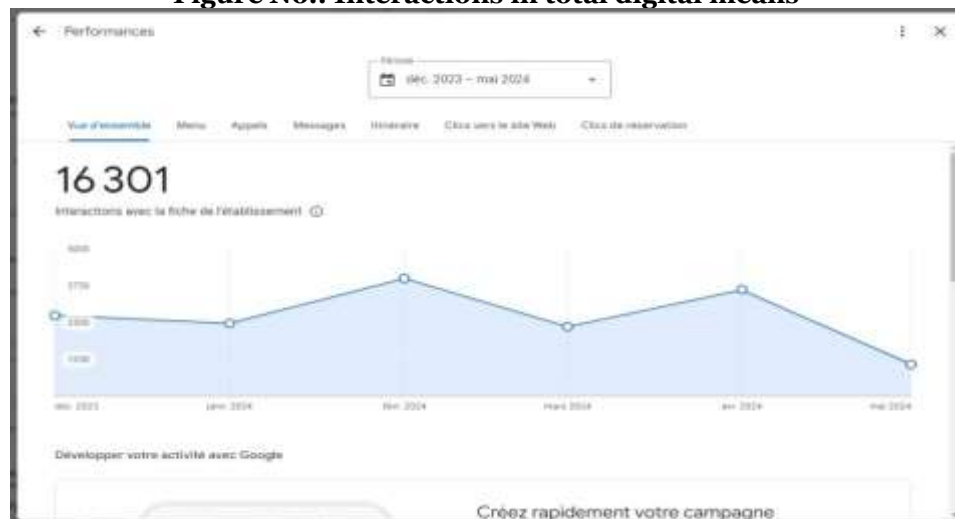 Figure No.: Interactions in total digital means
Performances
déc. 2023 – mai 2024
Vue d'ensemble Menu Appels Messages Itinéraire Clics vers le site Web Clics de réservation
16 301
Interactions avec la fiche de l'établissement
déc. 2023 janv. 2024 févr. 2024 mars 2024 avr. 2024 mai 2024
Développer votre activité avec Google
Créez rapidement votre campagne